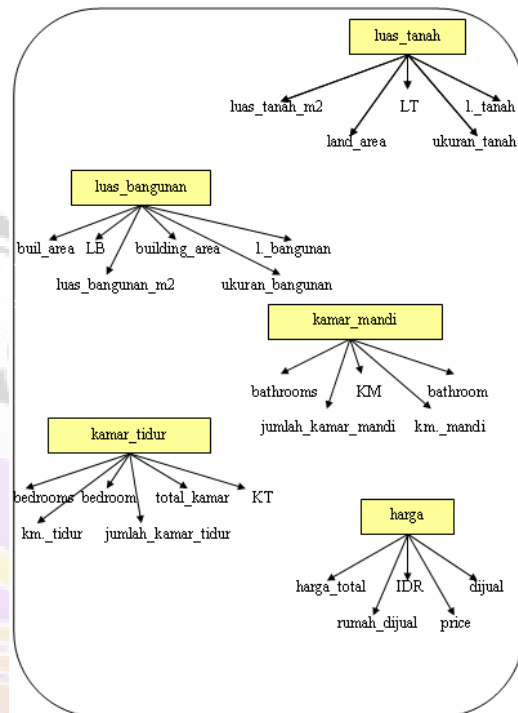 luas_tanah
luas_tanah_m2 LT l._tanah
land_area ukuran_tanah
luas_bangunan
buil_area LB building_area l._bangunan
luas_bangunan_m2 ukuran_bangunan
kamar_mandi
bathrooms KM bathroom
jumlah_kamar_mandi km._mandi
kamar_tidur
bedrooms bedroom total_kamar KT
km._tidur jumlah_kamar_tidur
harga
harga_total IDR dijual
rumah_dijual price